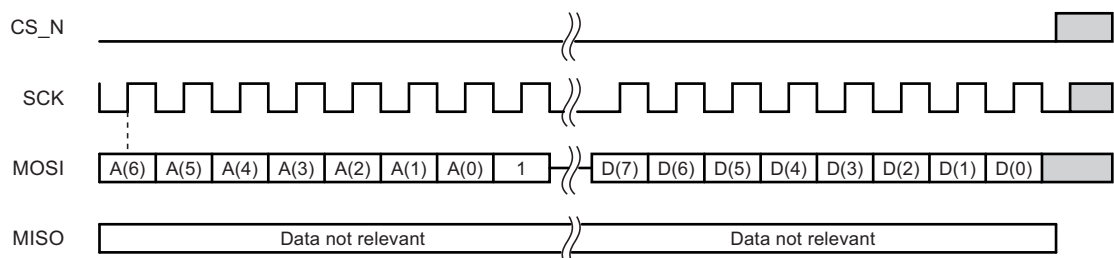 CS_N
SCK
MOSI A(6) A(5) A(4) A(3) A(2) A(1) A(0) 1 D(7) D(6) D(5) D(4) D(3) D(2) D(1) D(0)
MISO Data not relevant Data not relevant